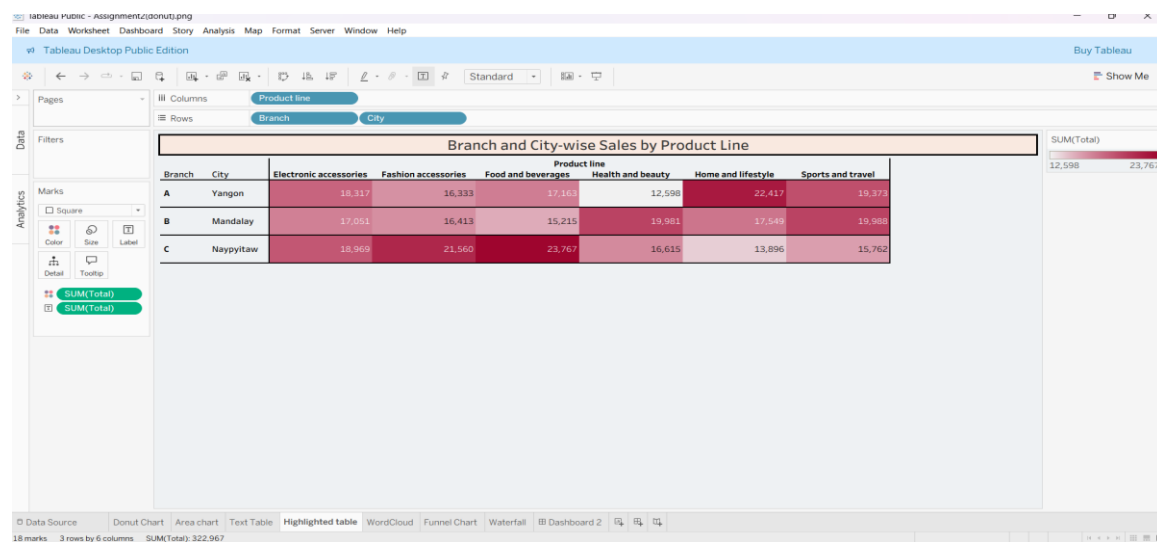 Tableau Public - Assignment2(donut).png
File Data Worksheet Dashboard Story Analysis Map Format Server Window Help
Tableau Desktop Public Edition Buy Tableau
Standard Show Me
Pages
Columns Product line
Rows Branch City
Data
Filters
Branch and City-wise Sales by Product Line
SUM(Total)
12,598 23,767
Product line
Branch City Electronic accessories Fashion accessories Food and beverages Health and beauty Home and lifestyle Sports and travel
A Yangon 18,317 16,333 17,163 12,598 22,417 19,373
B Mandalay 17,051 16,413 15,215 19,981 17,549 19,988
C Naypyitaw 18,969 21,560 23,767 16,615 13,896 15,762
Analytics
Marks
Square
Color Size Label
Detail Tooltip
SUM(Total)
SUM(Total)
Data Source Donut Chart Area chart Text Table Highlighted table WordCloud Funnel Chart Waterfall Dashboard 2
18 marks 3 rows by 6 columns SUM(Total): 322,967